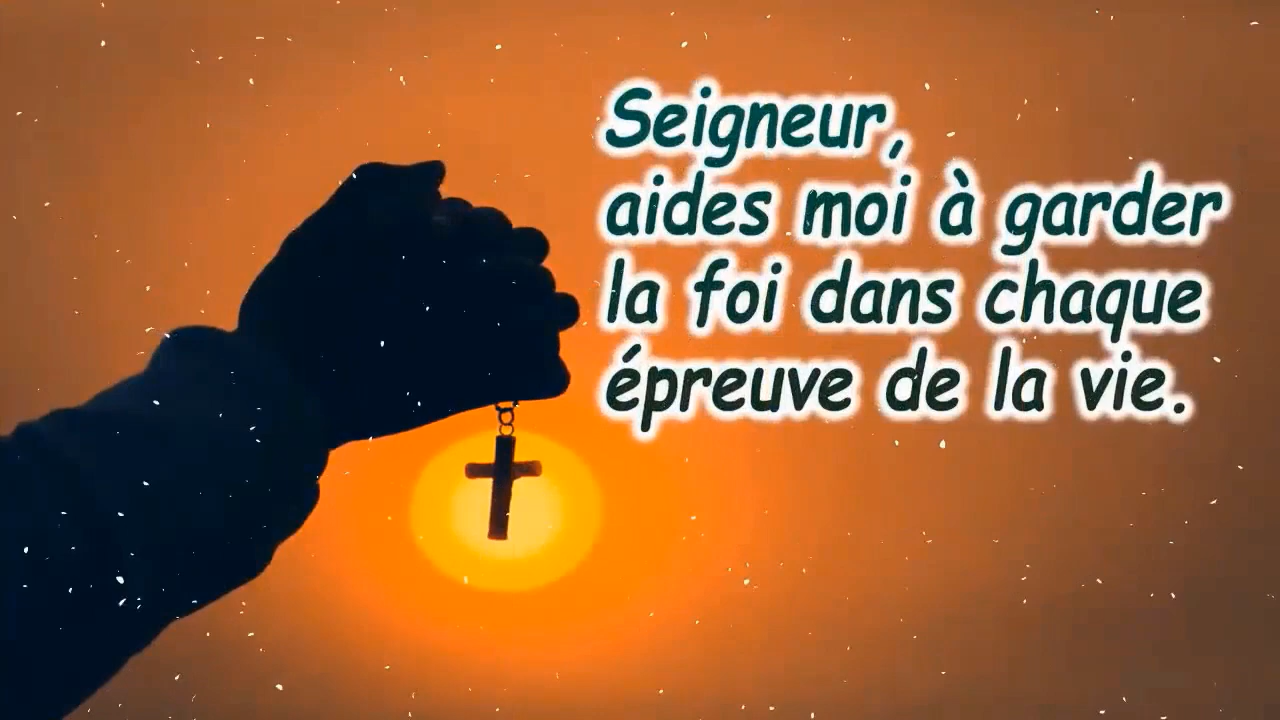 Seigneur,
aides moi à garder
la foi dans chaque
épreuve de la vie.